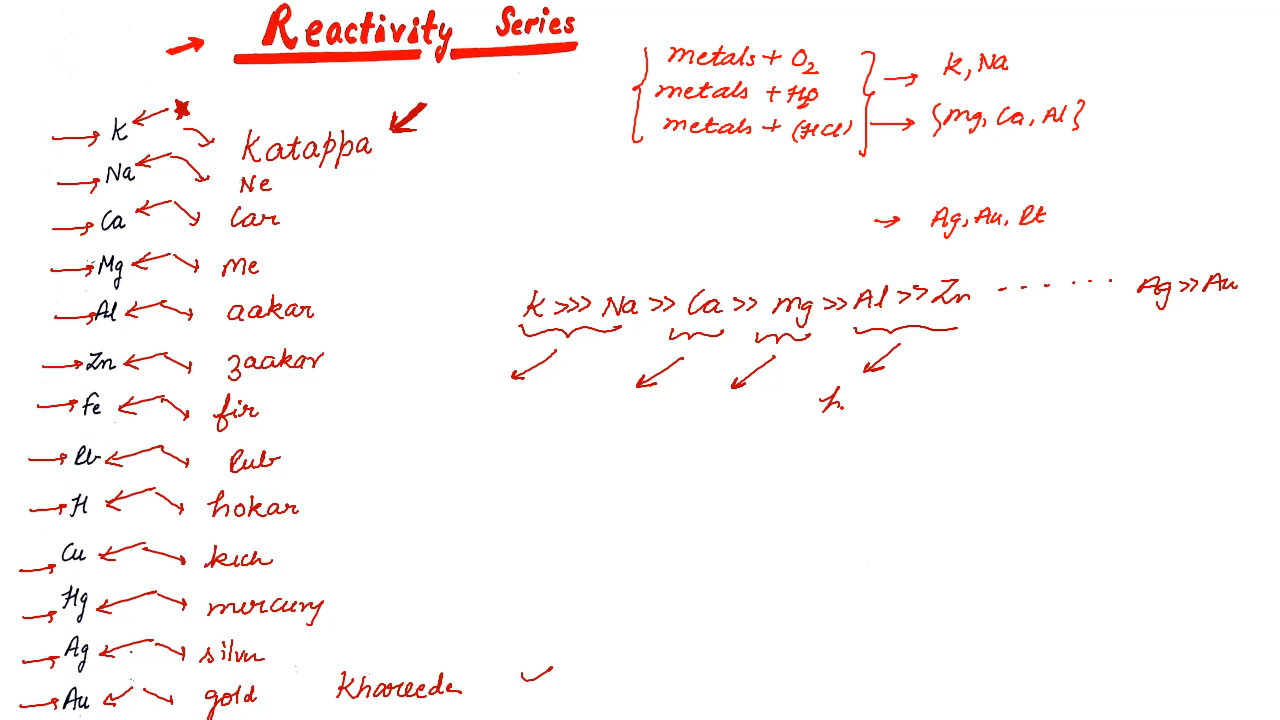 → Reactivity Series
K Katappa
Na Ne
Ca Car
Mg Me
Al aakar
Zn zaakar
Fe fir
Pb Lub
H hokar
Cu kuch
Hg mercury
Ag silver
Au gold Khareeda ✓
metals + O2
metals + H2O → K, Na
metals + (HCl) → {Mg, Ca, Al}
→ Ag, Au, Pt
K >>> Na >> Ca >> Mg >> Al >> Zn ........ Ag >> Au
h.